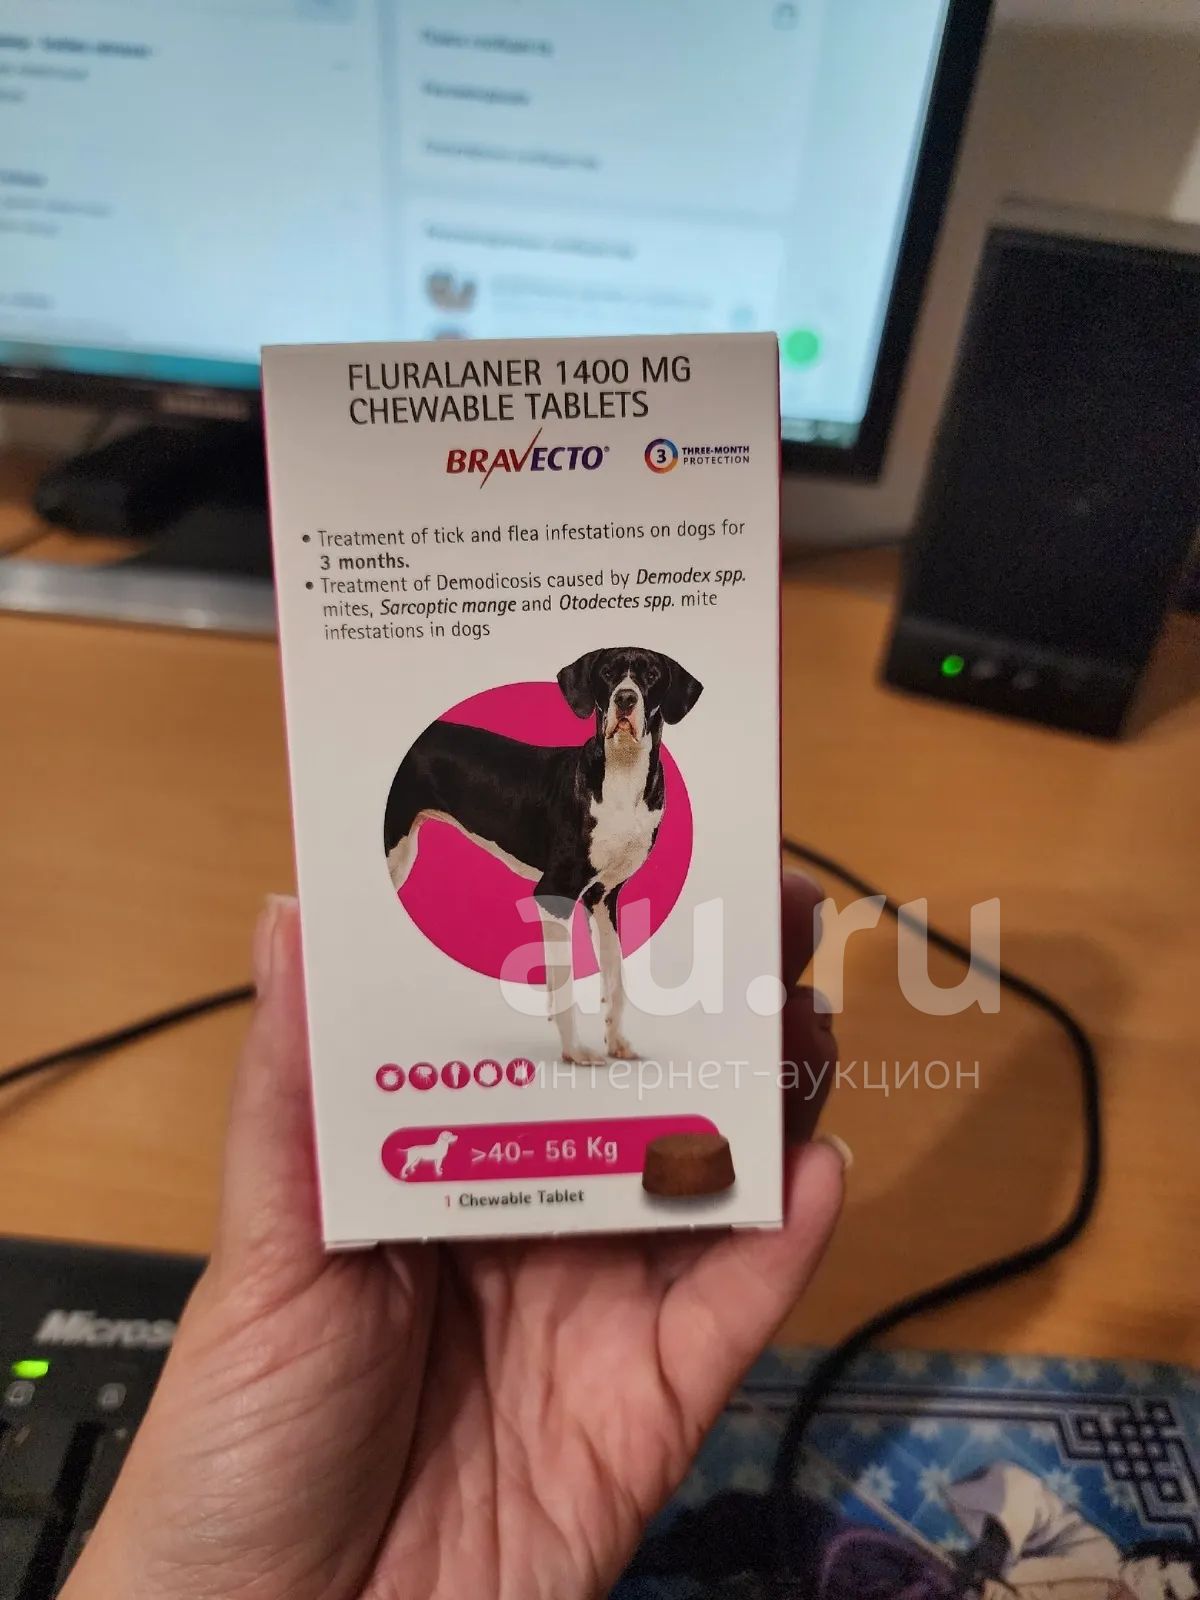 FLURALANER 1400 MG
CHEWABLE TABLETS
BRAVECTO®
3 THREE-MONTH
PROTECTION
• Treatment of tick and flea infestations on dogs for
3 months.
• Treatment of Demodicosis caused by Demodex spp.
mites, Sarcoptic mange and Otodectes spp. mite
infestations in dogs
au.ru
интернет-аукцион
>40- 56 Kg
1 Chewable Tablet